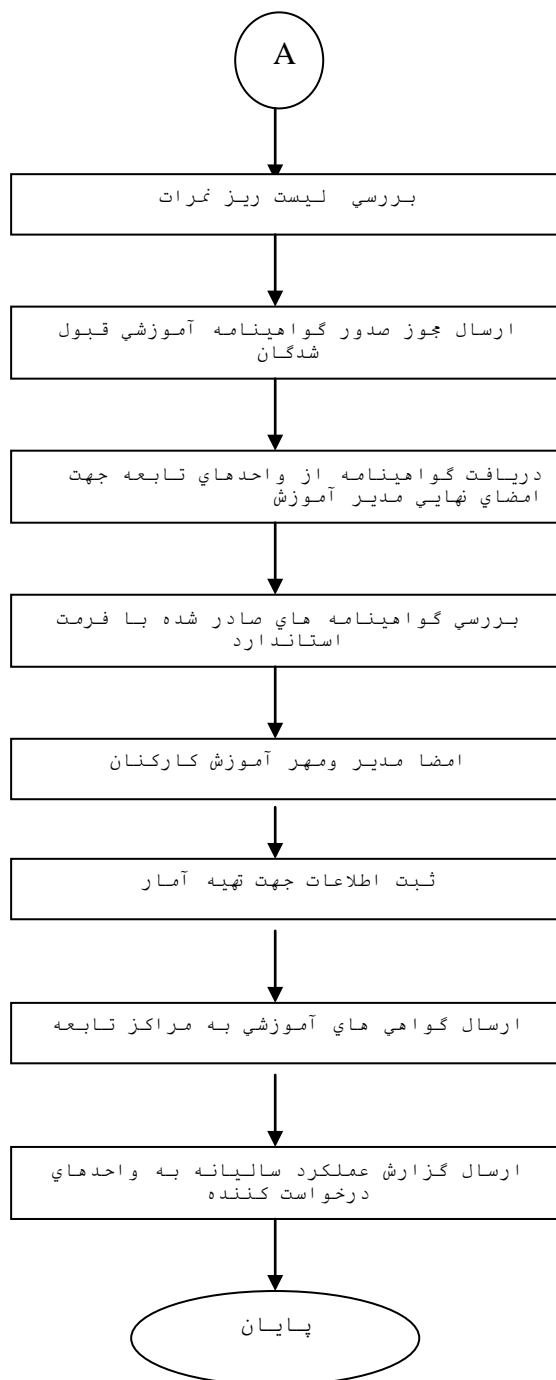 A
بررسي ليست ريز نمرات
ارسال مجوز صدور گواهينامه آموزشي قبول
شدگان
دريافت گواهينامه از واحدهاي تابعه جهت
امضاي نهايي مدير آموزش
بررسي گواهينامه هاي صادر شده با فرمت
استاندارد
امضا مدير ومهر آموزش كاركنان
ثبت اطلاعات جهت تهيه آمار
ارسال گواهي هاي آموزشي به مراكز تابعه
ارسال گزارش عملكرد ساليانه به واحدهاي
درخواست كننده
پايان